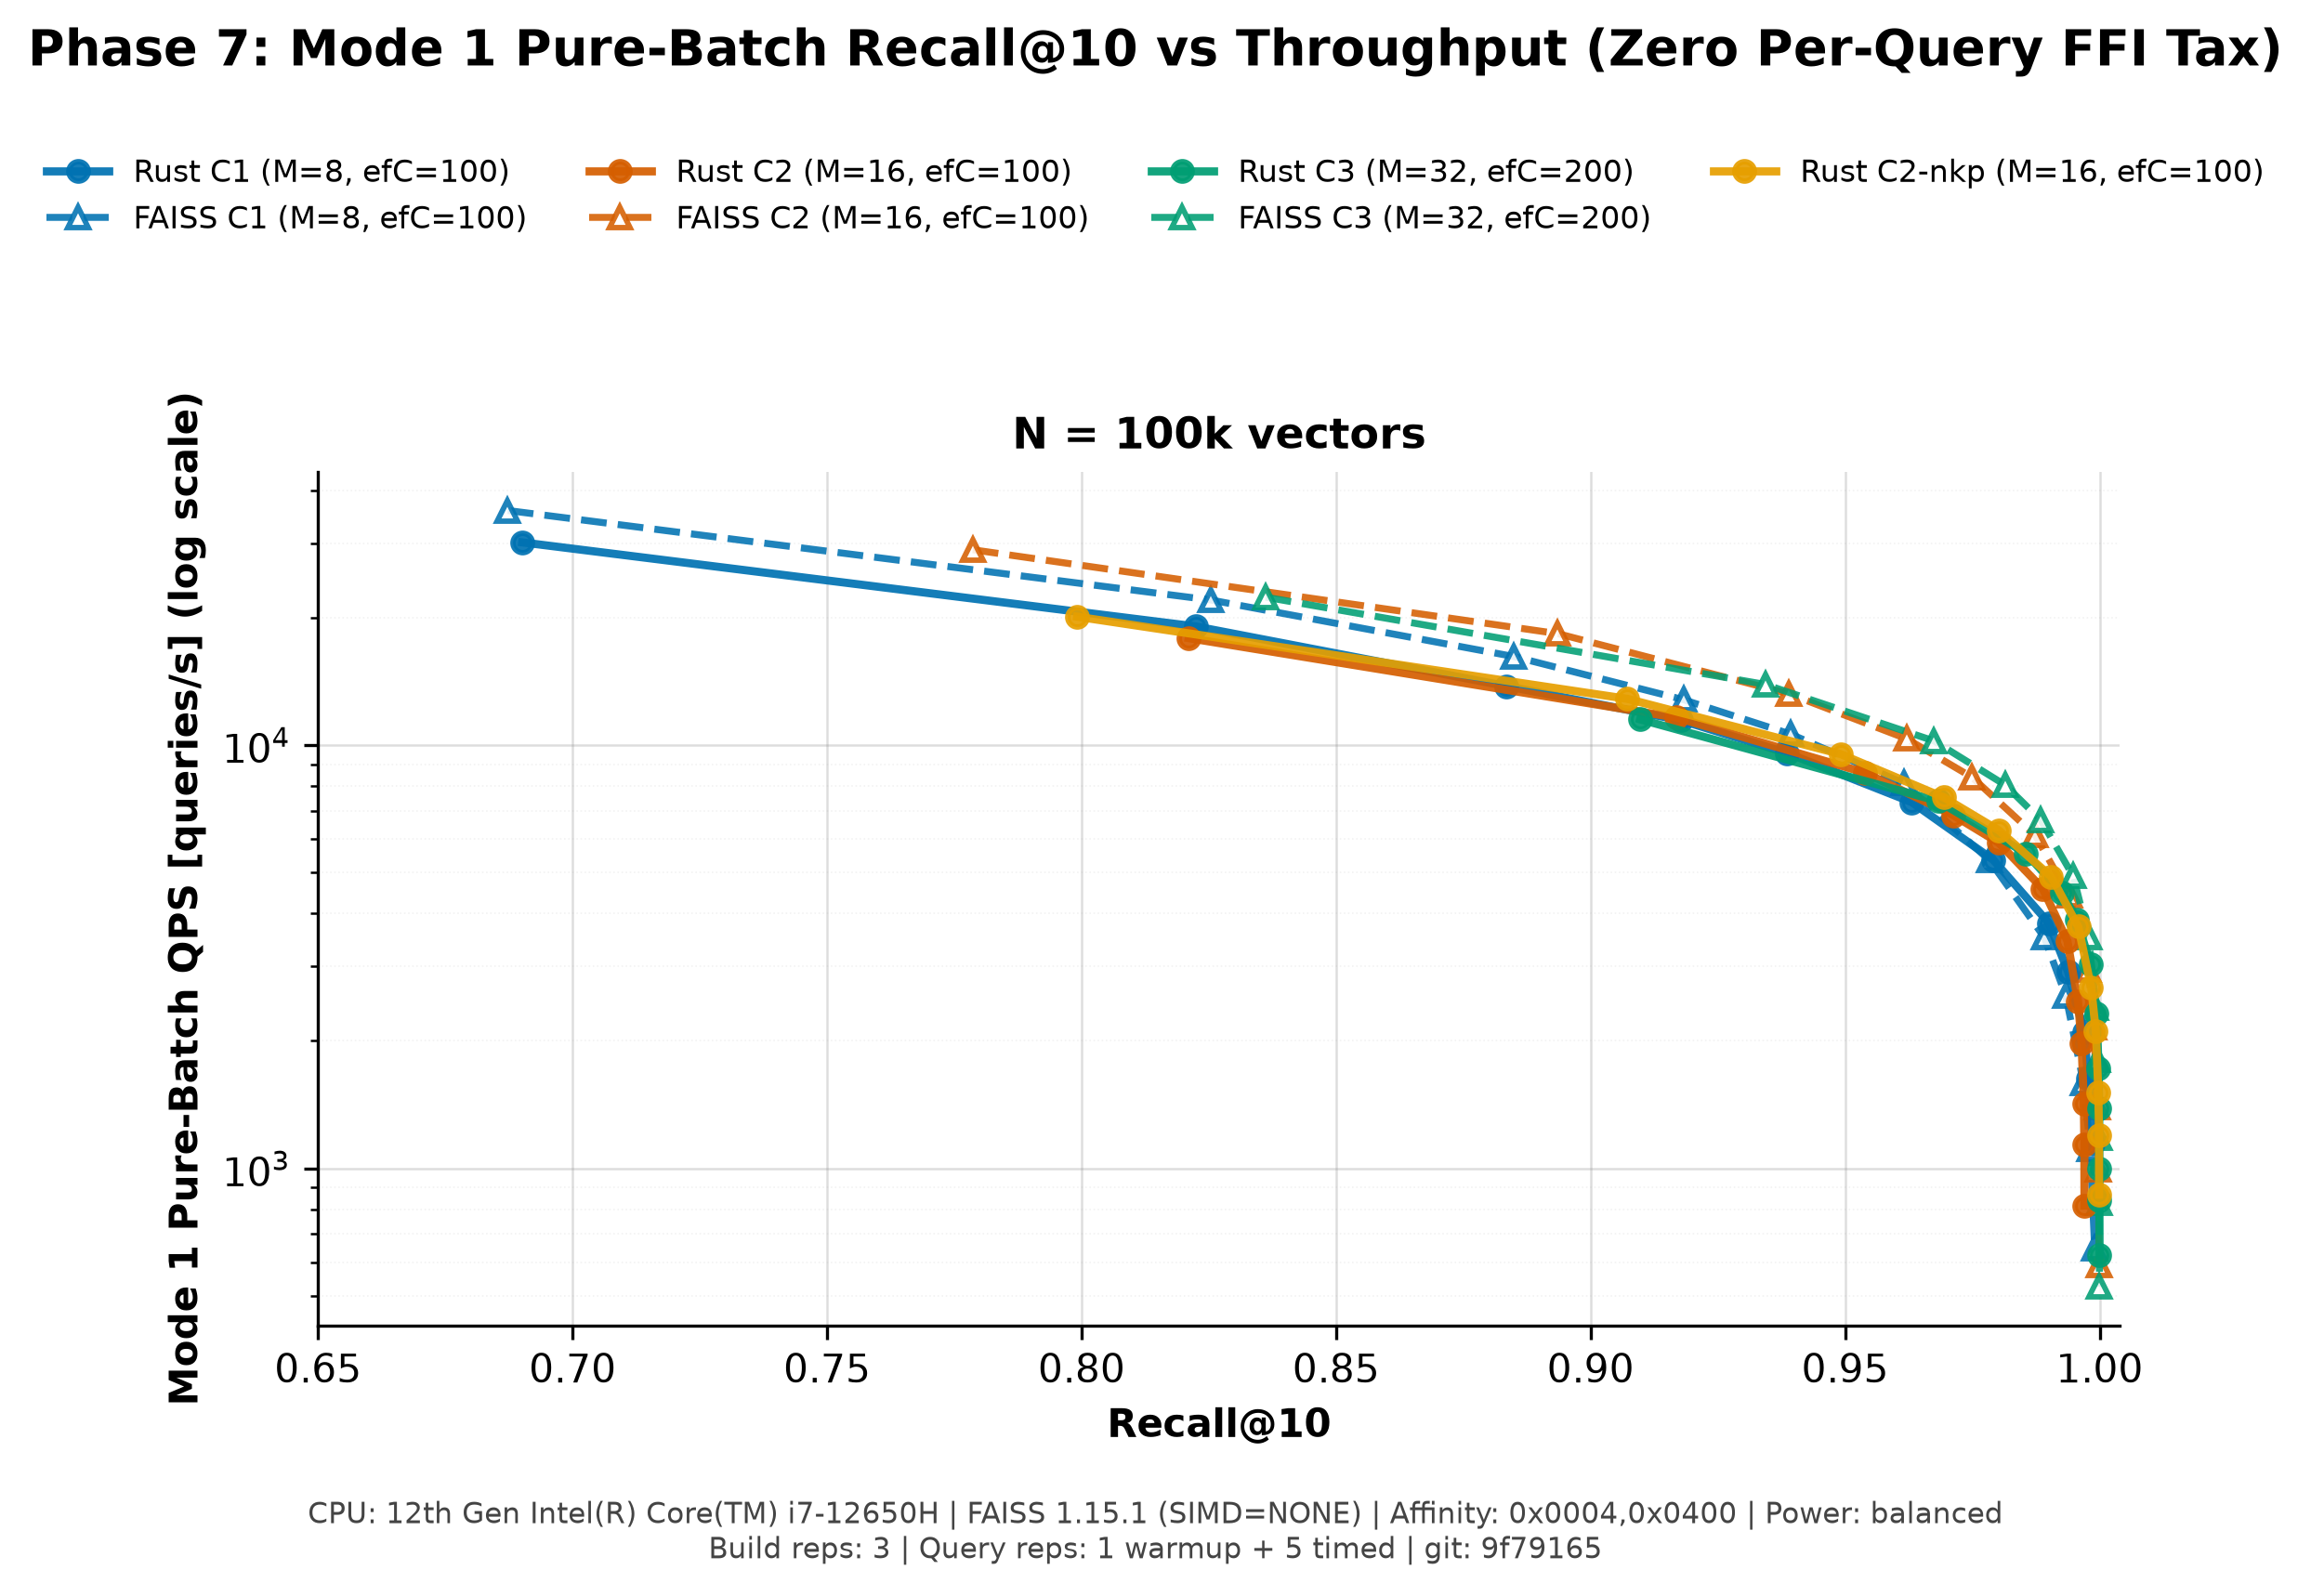 Phase 7: Mode 1 Pure-Batch Recall@10 vs Throughput (Zero Per-Query FFI Tax)
Rust C1 (M=8, efC=100)
FAISS C1 (M=8, efC=100)
Rust C2 (M=16, efC=100)
FAISS C2 (M=16, efC=100)
Rust C3 (M=32, efC=200)
FAISS C3 (M=32, efC=200)
Rust C2-nkp (M=16, efC=100)
N = 100k vectors
Mode 1 Pure-Batch QPS [queries/s] (log scale)
10⁴
10³
0.65 0.70 0.75 0.80 0.85 0.90 0.95 1.00
Recall@10
CPU: 12th Gen Intel(R) Core(TM) i7-12650H | FAISS 1.15.1 (SIMD=NONE) | Affinity: 0x0004,0x0400 | Power: balanced
Build reps: 3 | Query reps: 1 warmup + 5 timed | git: 9f79165